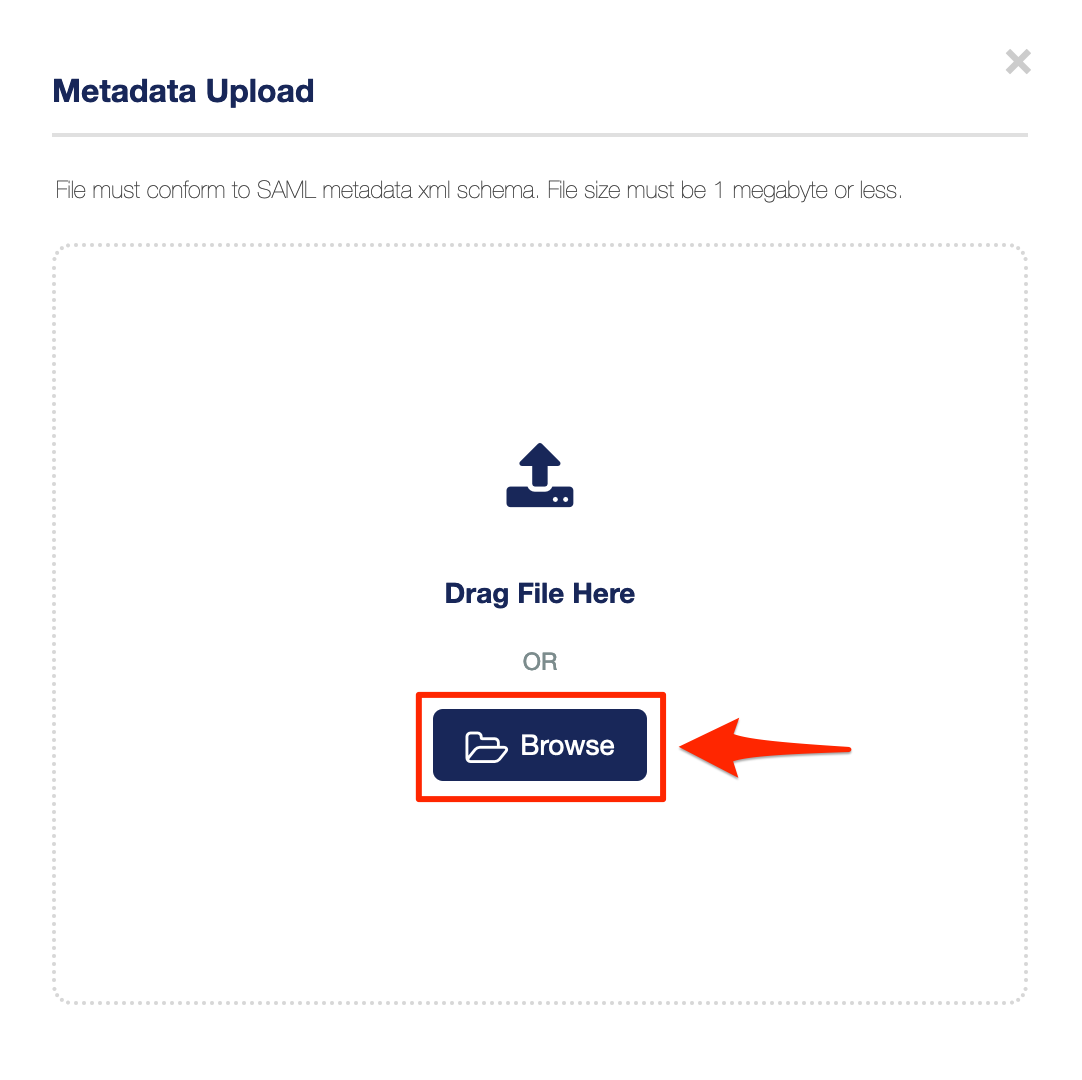 Metadata Upload
File must conform to SAML metadata xml schema. File size must be 1 megabyte or less.
Drag File Here
OR
Browse